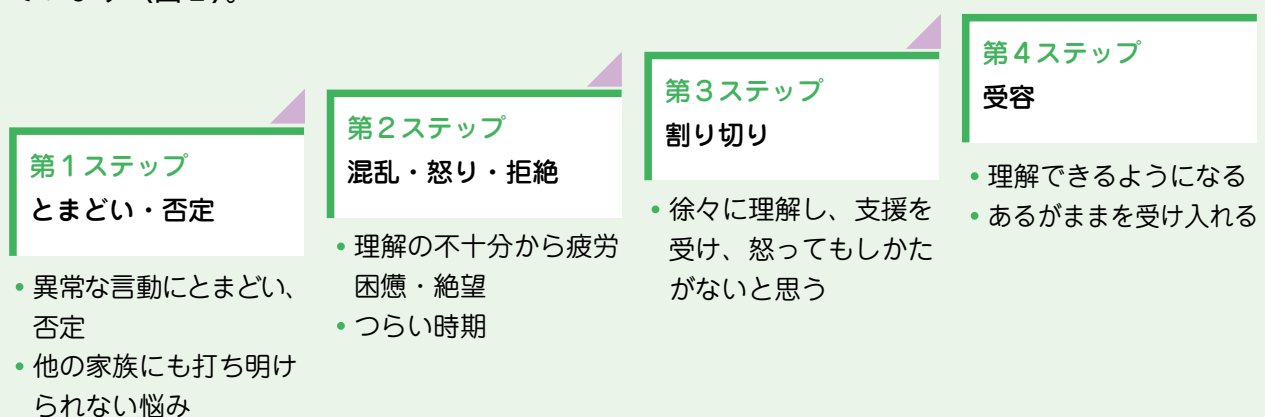 第1ステップ
とまどい・否定
• 異常な言動にとまどい、
否定
• 他の家族にも打ち明け
られない悩み
第2ステップ
混乱・怒り・拒絶
• 理解の不十分から疲労
困憊・絶望
• つらい時期
第3ステップ
割り切り
• 徐々に理解し、支援を
受け、怒ってもしかた
がないと思う
第4ステップ
受容
• 理解できるようになる
• あるがままを受け入れる